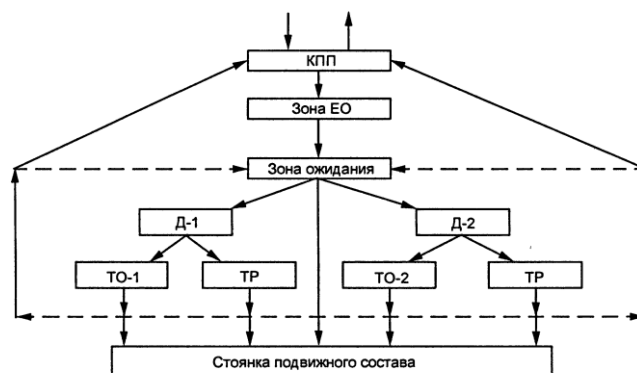 КПП
Зона ЕО
Зона ожидания
Д-1
Д-2
ТО-1
ТР
ТО-2
ТР
Стоянка подвижного состава